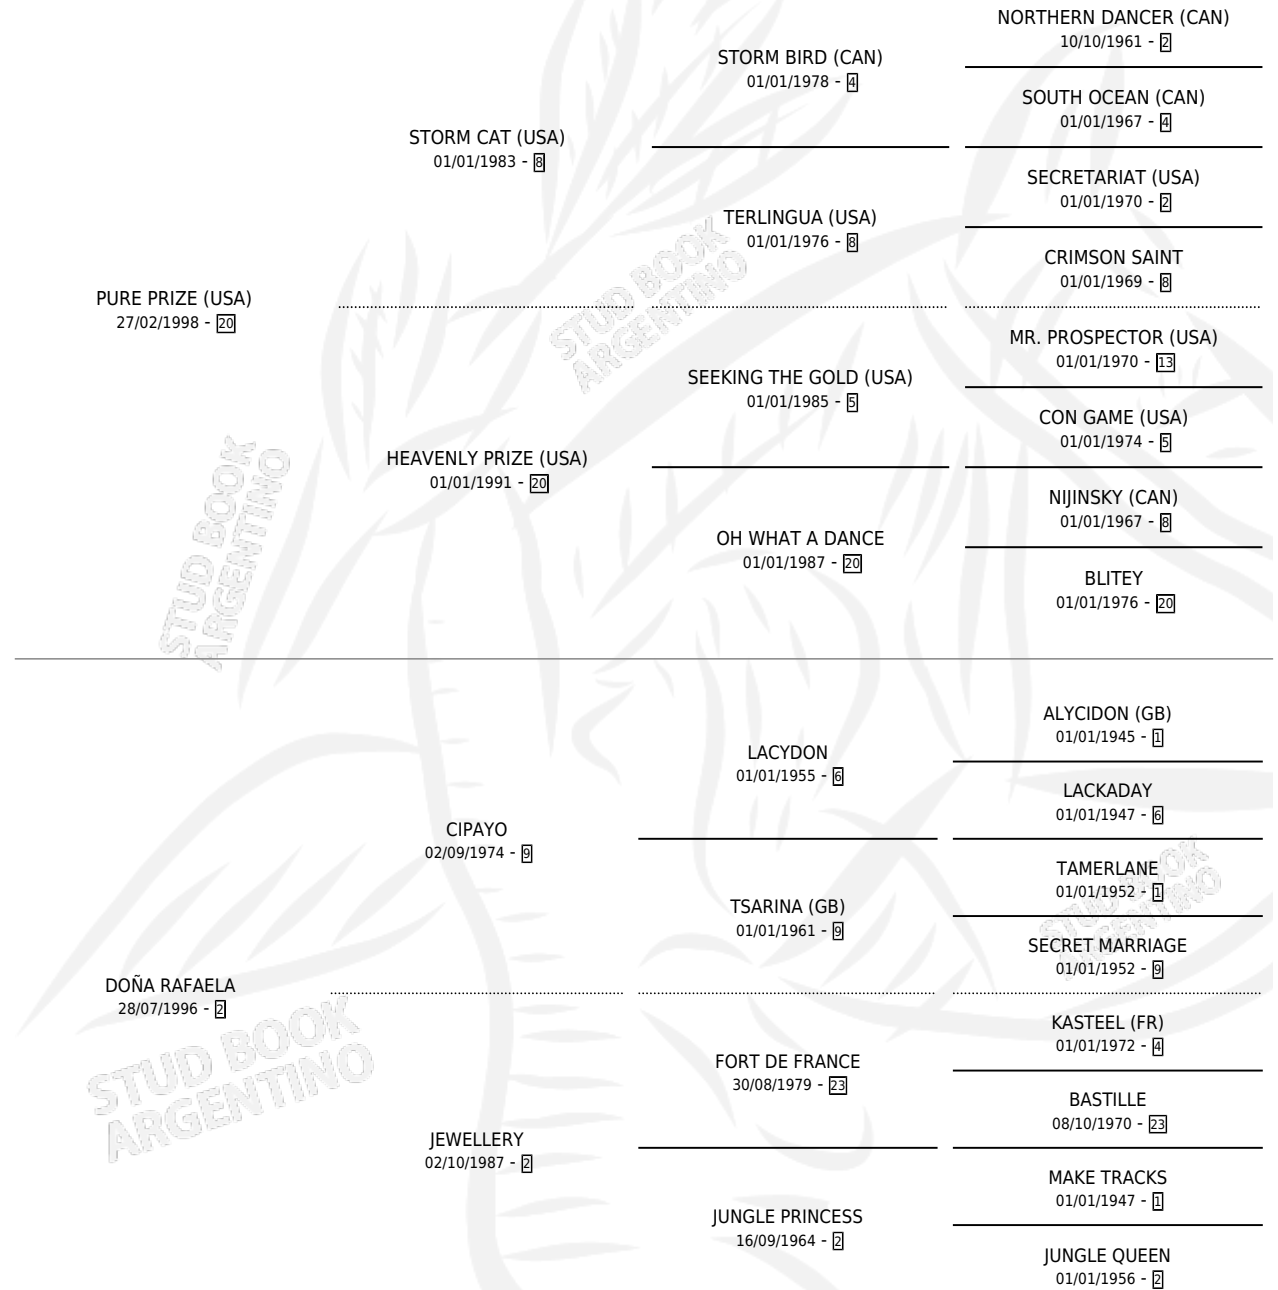 NORTHERN DANCER (CAN)
10/10/1961 - 2
STORM BIRD (CAN)
01/01/1978 - 4
SOUTH OCEAN (CAN)
01/01/1967 - 4
STORM CAT (USA)
01/01/1983 - 8
SECRETARIAT (USA)
01/01/1970 - 2
TERLINGUA (USA)
01/01/1976 - 8
CRIMSON SAINT
01/01/1969 - 8
PURE PRIZE (USA)
27/02/1998 - 20
MR. PROSPECTOR (USA)
01/01/1970 - 13
SEEKING THE GOLD (USA)
01/01/1985 - 5
CON GAME (USA)
01/01/1974 - 5
HEAVENLY PRIZE (USA)
01/01/1991 - 20
NIJINSKY (CAN)
01/01/1967 - 8
OH WHAT A DANCE
01/01/1987 - 20
BLITEY
01/01/1976 - 20
ALYCIDON (GB)
01/01/1945 - 1
LACYDON
01/01/1955 - 6
LACKADAY
01/01/1947 - 6
CIPAYO
02/09/1974 - 9
TAMERLANE
01/01/1952 - 1
TSARINA (GB)
01/01/1961 - 9
SECRET MARRIAGE
01/01/1952 - 9
DOÑA RAFAELA
28/07/1996 - 2
KASTEEL (FR)
01/01/1972 - 4
FORT DE FRANCE
30/08/1979 - 23
BASTILLE
08/10/1970 - 23
JEWELLERY
02/10/1987 - 2
MAKE TRACKS
01/01/1947 - 1
JUNGLE PRINCESS
16/09/1964 - 2
JUNGLE QUEEN
01/01/1956 - 2
STUD BOOK
ARGENTINO
STUD BOOK
ARGENTINO
STUD BOOK
ARGENTINO
STUD BOOK
ARGENTINO